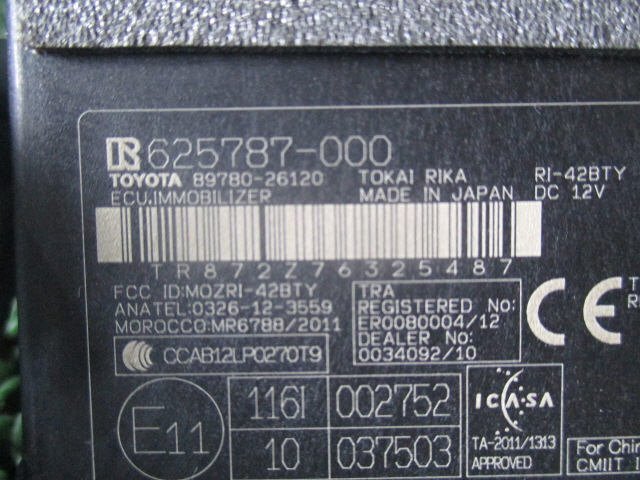 R 625787-000
TOYOTA 89780-26120 TOKAI RIKA RI-42BTY
ECU,IMMOBILIZER MADE IN JAPAN DC 12V
TR872Z76325487
FCC ID:MOZRI-42BTY
ANATEL:0326-12-3559
MOROCCO:MR6788/2011
CCAB12LP0270T9
TRA
REGISTERED No:
ER0080004/12
DEALER No:
0034092/10
CE
T
R
E11
116I 002752
10 037503
ICASA
TA-2011/1313
APPROVED
For Chin
CMIIT I